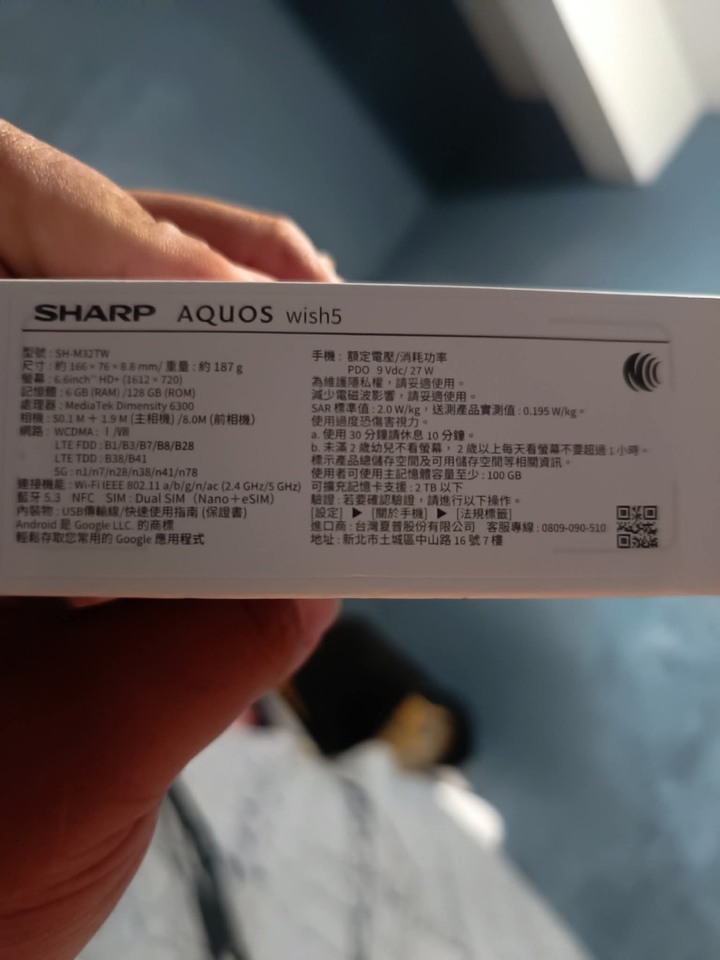 SHARP AQUOS wish5
型號 : SH-M32TW
尺寸 : 約 166 × 76 × 8.8 mm/ 重量 : 約 187 g
螢幕 : 6.6inch" HD+ (1612 × 720)
記憶體 : 6 GB (RAM) /128 GB (ROM)
處理器 : MediaTek Dimensity 6300
相機 : 50.1 M + 1.9 M (主相機) /8.0M (前相機)
網路 : WCDMA : I /VIII
LTE FDD : B1/B3/B7/B8/B28
LTE TDD : B38/B41
5G : n1/n7/n28/n38/n41/n78
連接機能 : Wi-Fi IEEE 802.11 a/b/g/n/ac (2.4 GHz/5 GHz)
藍牙 5.3 NFC SIM : Dual SIM (Nano+eSIM)
內裝物 : USB傳輸線/快速使用指南 (保證書)
Android 是 Google LLC. 的商標
輕鬆存取您常用的 Google 應用程式
手機 : 額定電壓/消耗功率
PDO 9 Vdc/ 27 W
為維護隱私權,請妥適使用。
減少電磁波影響,請妥適使用。
SAR 標準值 : 2.0 W/kg,送測產品實測值 : 0.195 W/kg。
使用過度恐傷害視力。
a. 使用 30 分鐘請休息 10 分鐘。
b. 未滿 2 歲幼兒不看螢幕,2 歲以上每天看螢幕不要超過 1 小時。
標示產品總儲存空間及可用儲存空間等相關資訊。
使用者可使用主記憶體容量至少 : 100 GB
可擴充記憶卡支援 : 2 TB 以下
驗證 : 若要確認驗證,請進行以下操作。
[設定] ▶ [關於手機] ▶ [法規標籤]
進口商 : 台灣夏普股份有限公司 客服專線 : 0809-090-510
地址 : 新北市土城區中山路 16 號 7 樓